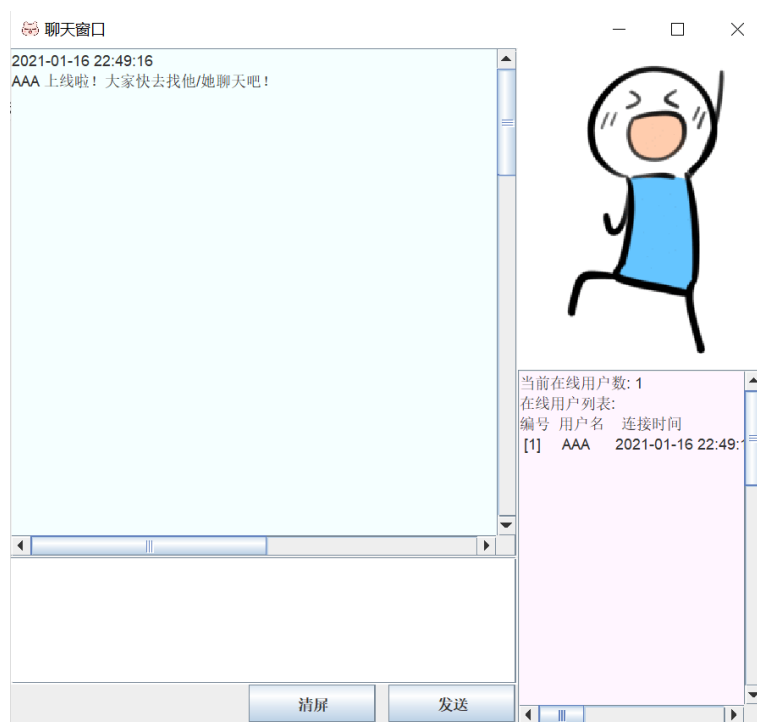 聊天窗口
2021-01-16 22:49:16
AAA 上线啦！大家快去找他/她聊天吧！
当前在线用户数: 1
在线用户列表:
编号 用户名 连接时间
[1] AAA 2021-01-16 22:49:
清屏 发送